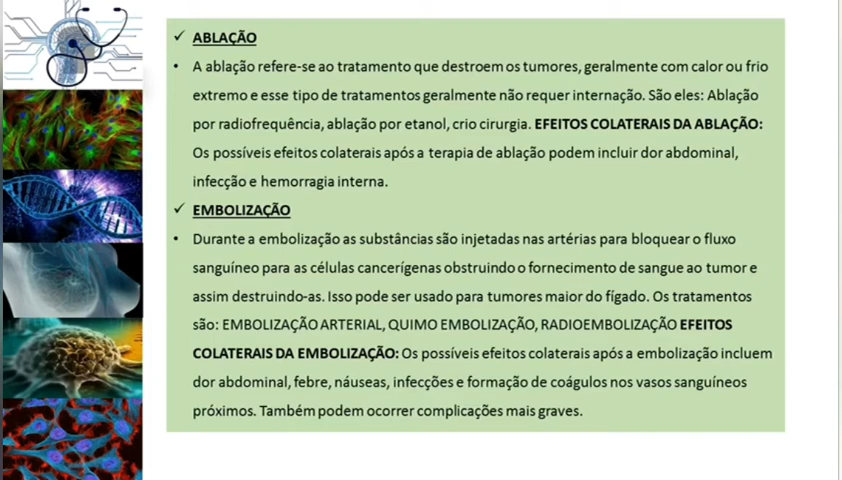 ✓ ABLAÇÃO
• A ablação refere-se ao tratamento que destroem os tumores, geralmente com calor ou frio
extremo e esse tipo de tratamentos geralmente não requer internação. São eles: Ablação
por radiofrequência, ablação por etanol, crio cirurgia. EFEITOS COLATERAIS DA ABLAÇÃO:
Os possíveis efeitos colaterais após a terapia de ablação podem incluir dor abdominal,
infecção e hemorragia interna.
✓ EMBOLIZAÇÃO
• Durante a embolização as substâncias são injetadas nas artérias para bloquear o fluxo
sanguíneo para as células cancerígenas obstruindo o fornecimento de sangue ao tumor e
assim destruindo-as. Isso pode ser usado para tumores maior do fígado. Os tratamentos
são: EMBOLIZAÇÃO ARTERIAL, QUIMO EMBOLIZAÇÃO, RADIOEMBOLIZAÇÃO EFEITOS
COLATERAIS DA EMBOLIZAÇÃO: Os possíveis efeitos colaterais após a embolização incluem
dor abdominal, febre, náuseas, infecções e formação de coágulos nos vasos sanguíneos
próximos. Também podem ocorrer complicações mais graves.